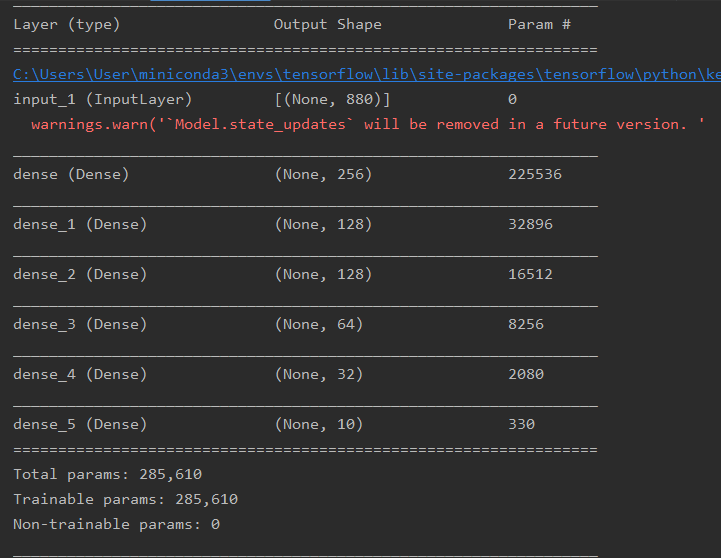 Layer (type) Output Shape Param #
=================================================================
C:\Users\User\miniconda3\envs\tensorflow\lib\site-packages\tensorflow\python\ke
input_1 (InputLayer) [(None, 880)] 0
warnings.warn('`Model.state_updates` will be removed in a future version. '
_________________________________________________________________
dense (Dense) (None, 256) 225536
_________________________________________________________________
dense_1 (Dense) (None, 128) 32896
_________________________________________________________________
dense_2 (Dense) (None, 128) 16512
_________________________________________________________________
dense_3 (Dense) (None, 64) 8256
_________________________________________________________________
dense_4 (Dense) (None, 32) 2080
_________________________________________________________________
dense_5 (Dense) (None, 10) 330
=================================================================
Total params: 285,610
Trainable params: 285,610
Non-trainable params: 0
_________________________________________________________________